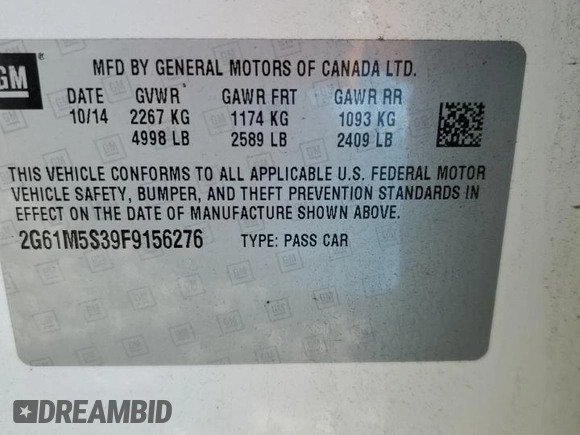 GM
MFD BY GENERAL MOTORS OF CANADA LTD.
DATE GVWR GAWR FRT GAWR RR
10/14 2267 KG 1174 KG 1093 KG
4998 LB 2589 LB 2409 LB
THIS VEHICLE CONFORMS TO ALL APPLICABLE U.S. FEDERAL MOTOR
VEHICLE SAFETY, BUMPER, AND THEFT PREVENTION STANDARDS IN
EFFECT ON THE DATE OF MANUFACTURE SHOWN ABOVE.
2G61M5S39F9156276 TYPE: PASS CAR
DREAMBID